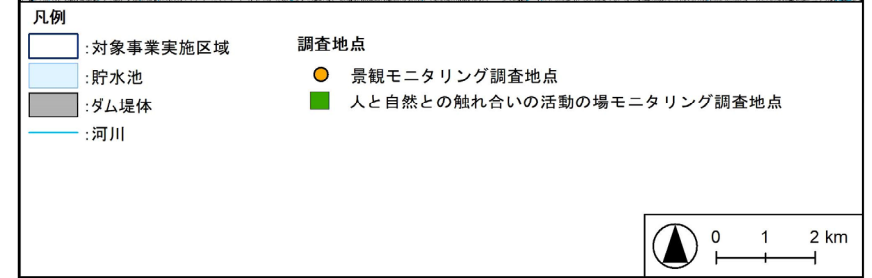 凡例
:対象事業実施区域
:貯水池
:ダム堤体
:河川
調査地点
景観モニタリング調査地点
人と自然との触れ合いの活動の場モニタリング調査地点
0 1 2 km